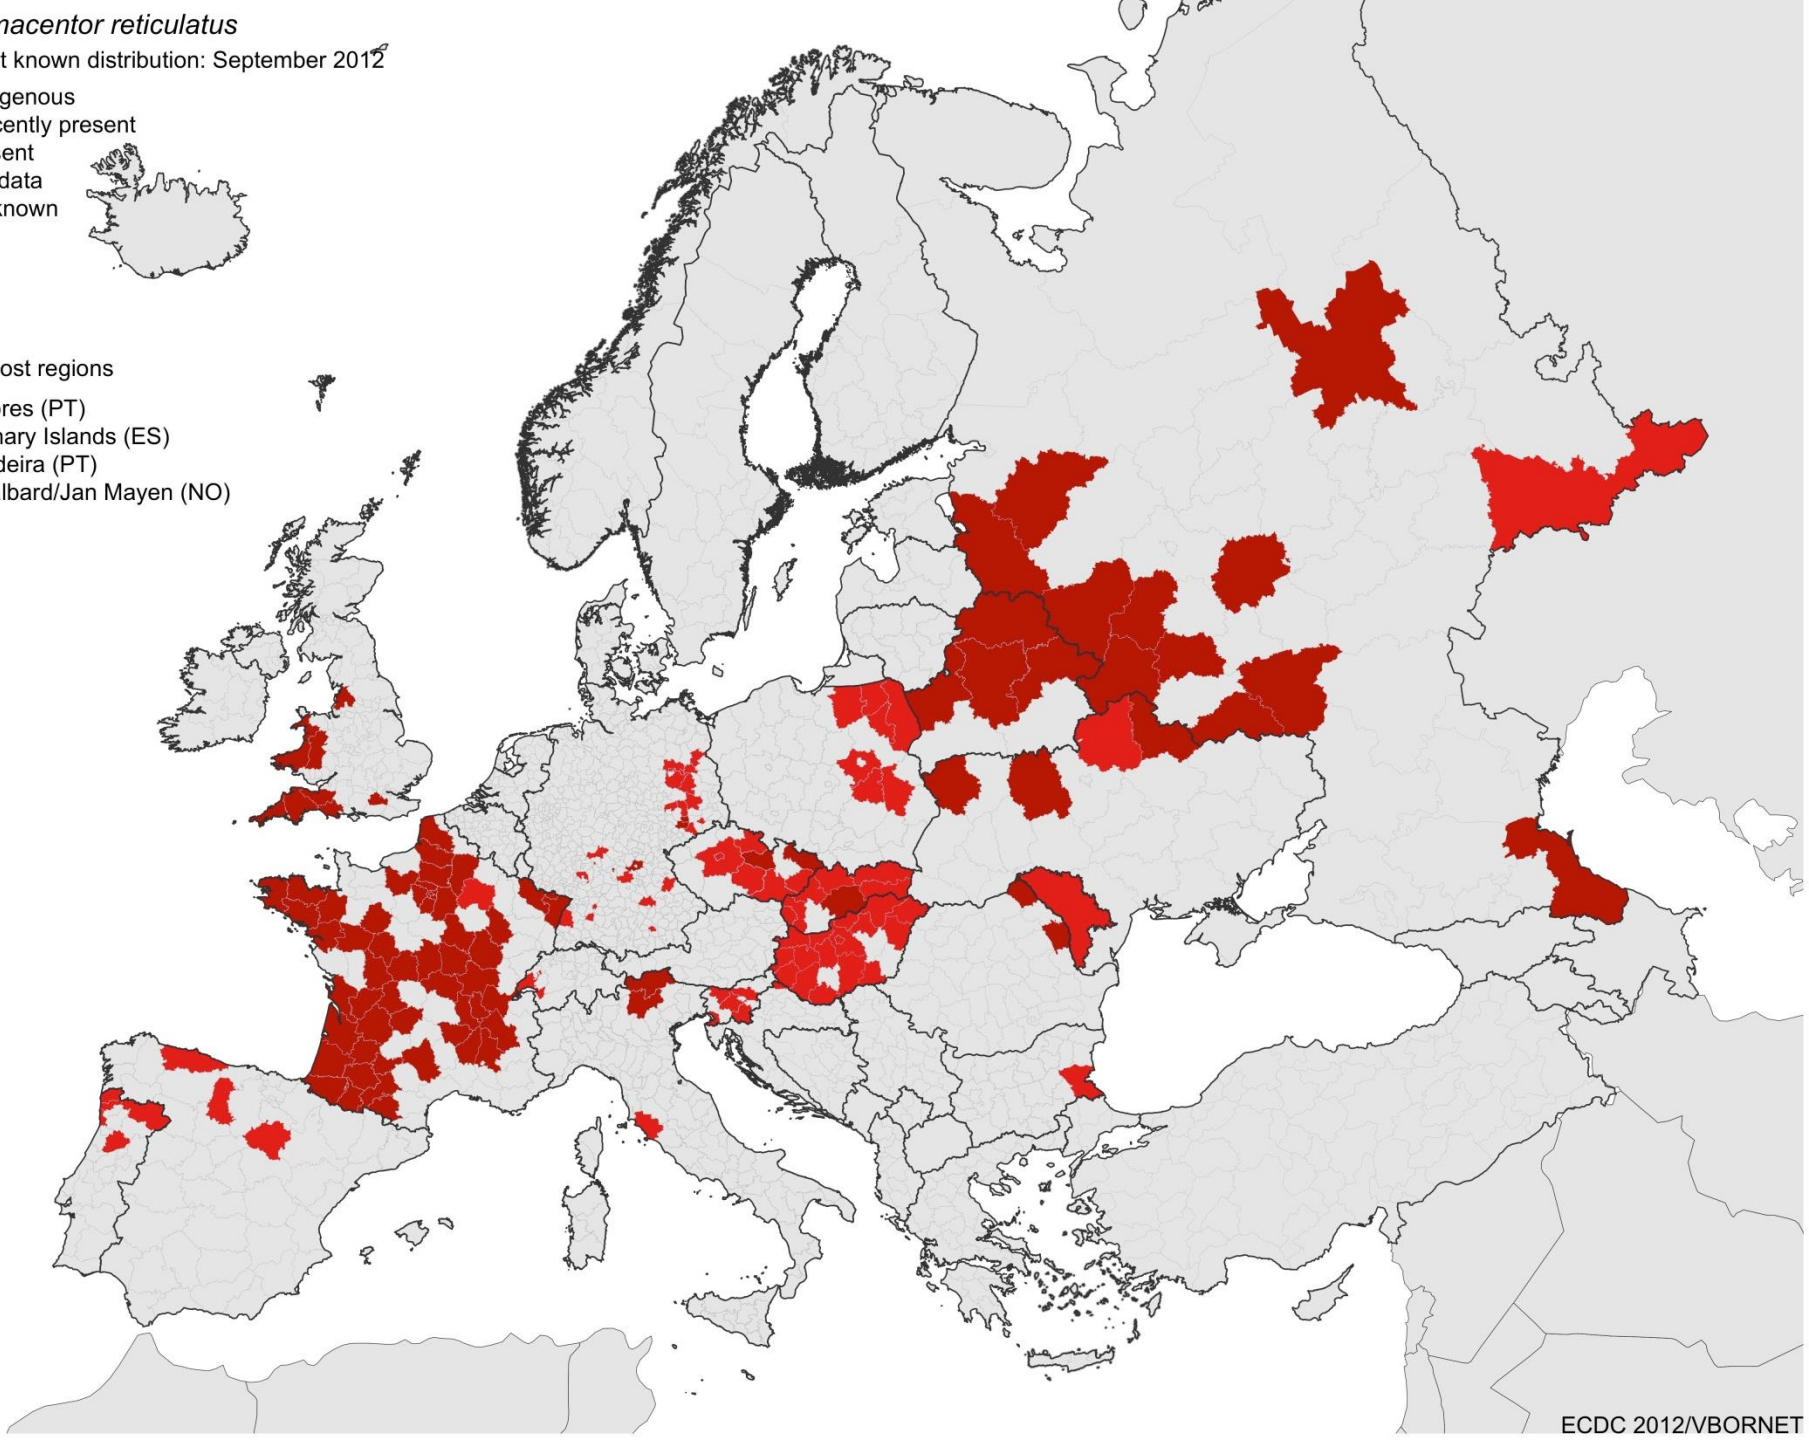 nacentor reticulatus
t known distribution: September 2012
genous
cently present
sent
data
known
ost regions
ores (PT)
nary Islands (ES)
deira (PT)
lbard/Jan Mayen (NO)
ECDC 2012/VBORNET